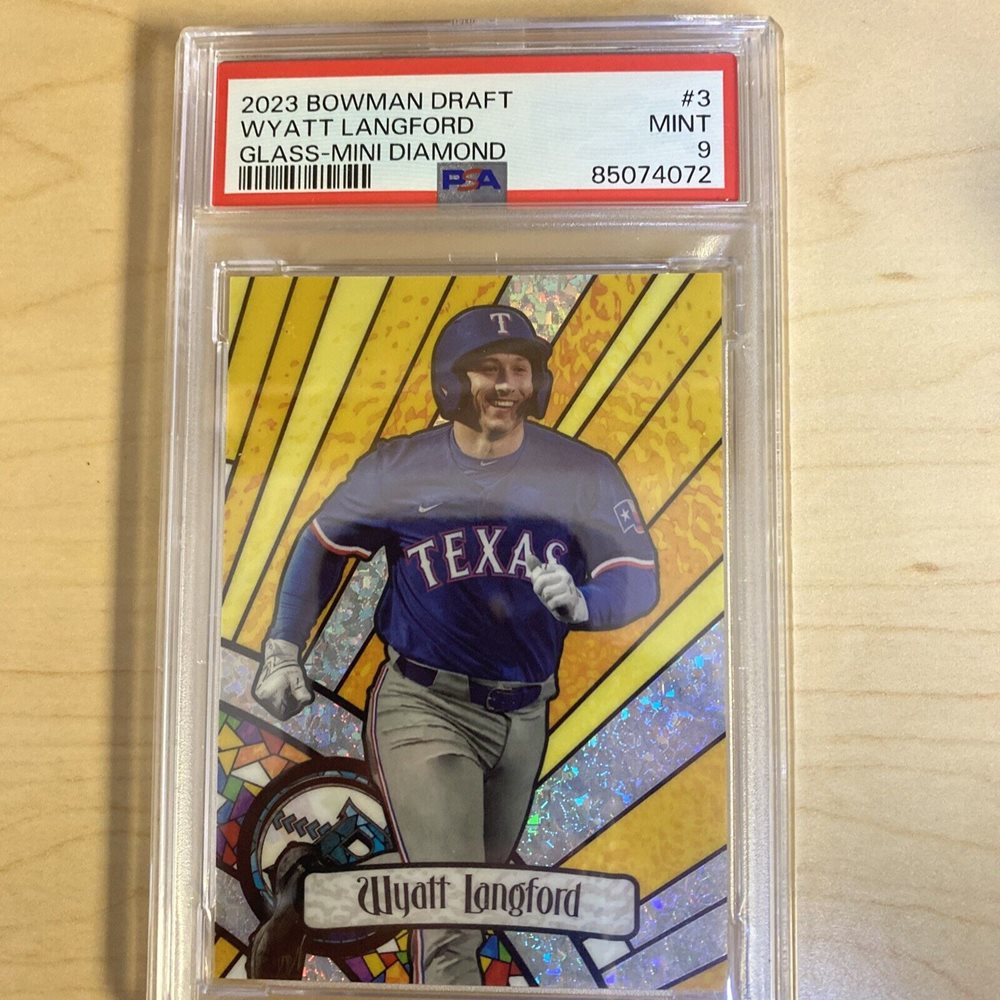 2023 BOWMAN DRAFT #3
WYATT LANGFORD MINT
GLASS-MINI DIAMOND 9
PSA 85074072
T
TEXAS
Wyatt Langford